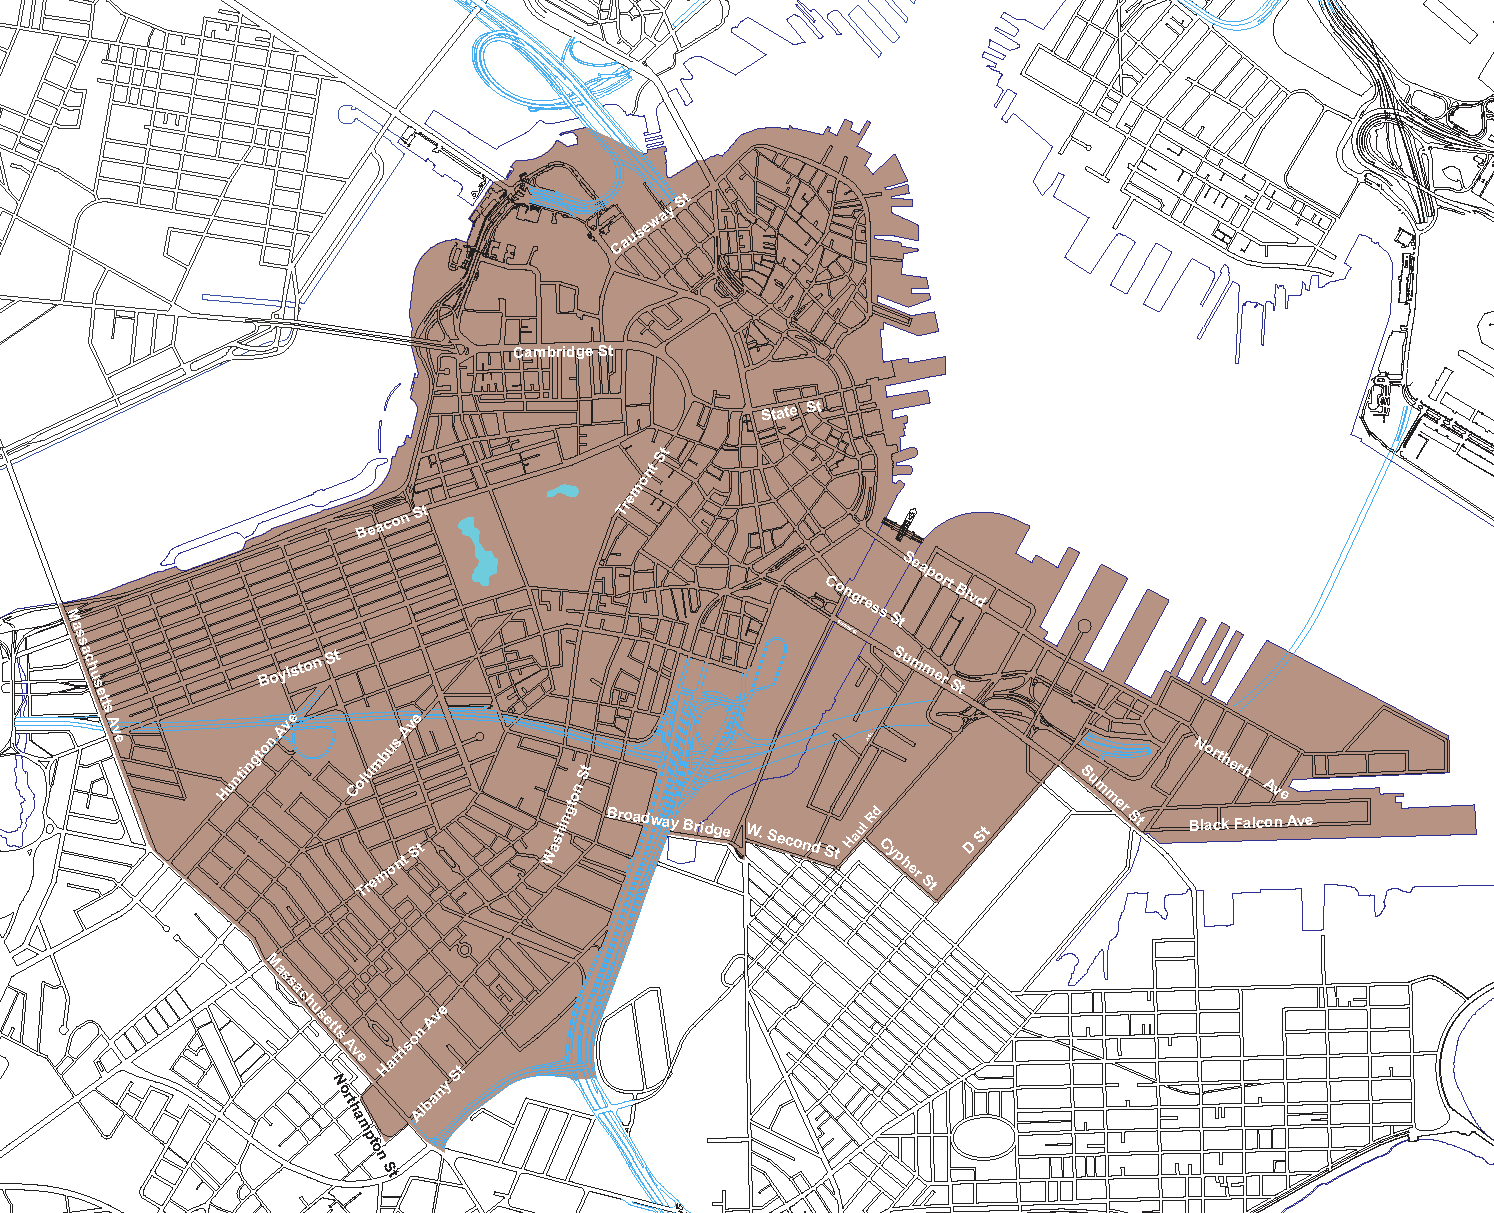 Causeway St
Cambridge St
State St
Tremont St
Beacon St
Seaport Blvd
Congress St
Massachusetts Ave
Boylston St
Summer St
Huntington Ave
Columbus Ave
Northern Ave
Summer St
Washington St
Broadway Bridge
W. Second St
Haul Rd
Cypher St
D St
Black Falcon Ave
Tremont St
Massachusetts Ave
Harrison Ave
Albany St
Northampton St